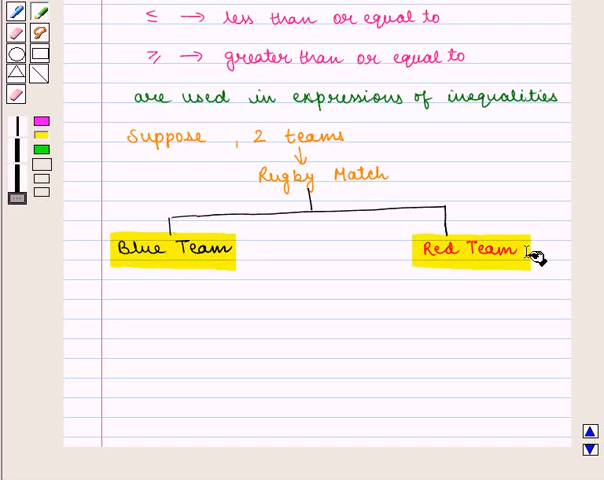 ≤ → less than or equal to
≥ → greater than or equal to
are used in expressions of inequalities
Suppose , 2 teams
↓
Rugby Match
Blue Team Red Team